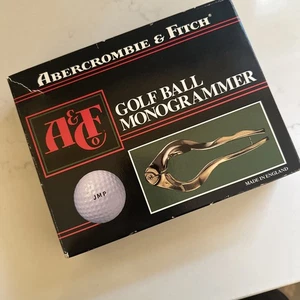 ABERCROMBIE & FITCH
A&F
Co
GOLF BALL
MONOGRAMMER
JMP
MADE IN ENGLAND